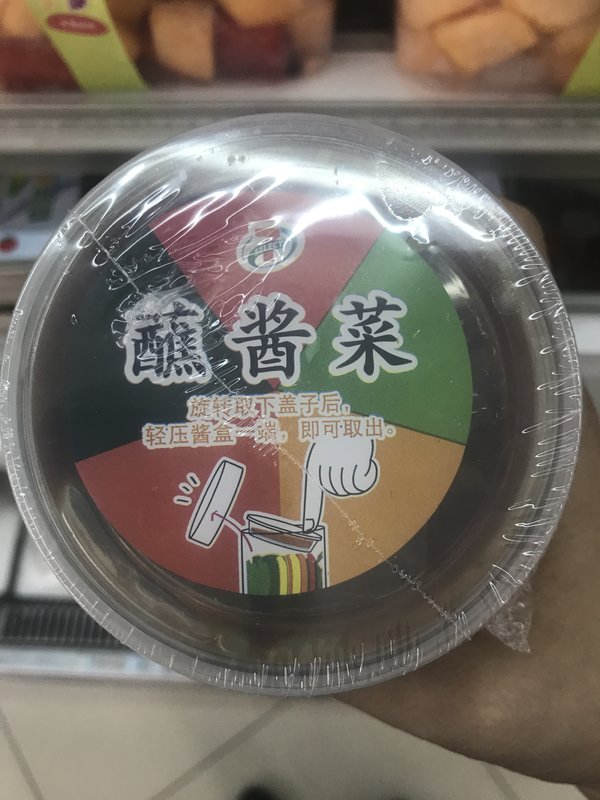 蘸酱菜
旋转取下盖子后，
轻压酱盒一端，即可取出。